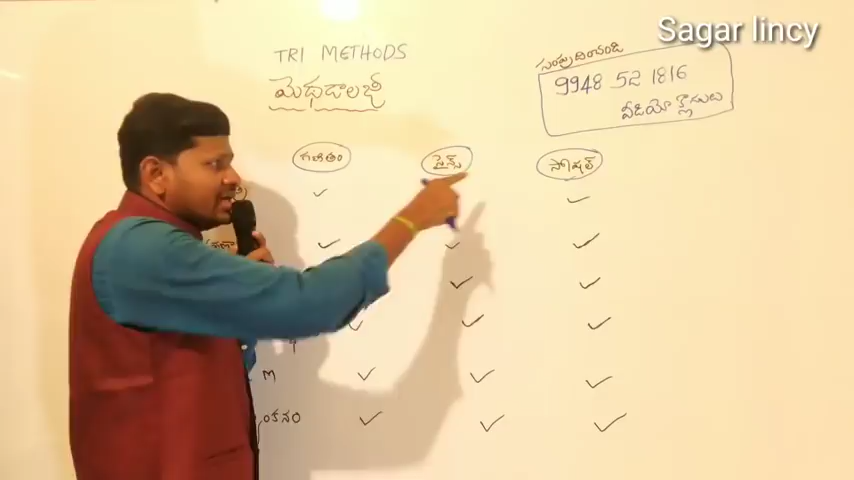 Sagar lincy
TRI METHODS
మెథడాలజీ
సంప్రదించండి
9948 52 1816
వీడియో క్లాసులు
గణితం
సైన్స్
సోషల్
m